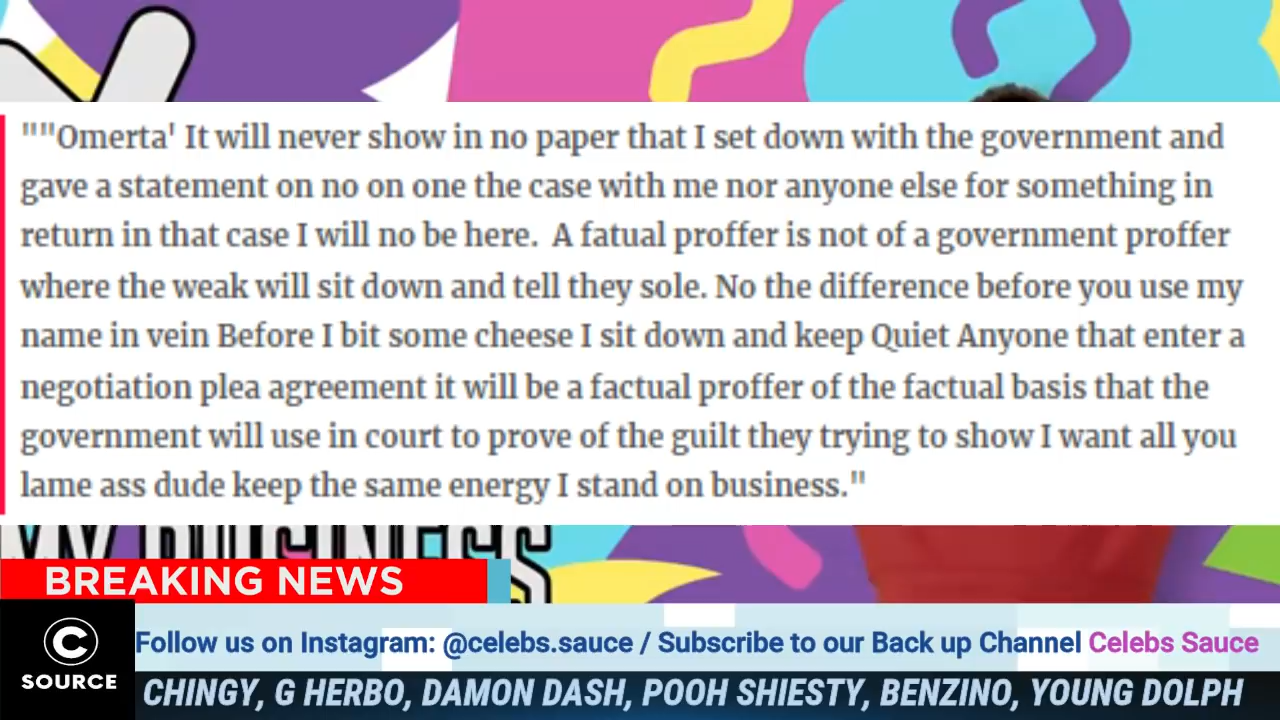 ""Omerta' It will never show in no paper that I set down with the government and
gave a statement on no on one the case with me nor anyone else for something in
return in that case I will no be here.  A fatual proffer is not of a government proffer
where the weak will sit down and tell they sole. No the difference before you use my
name in vein Before I bit some cheese I sit down and keep Quiet Anyone that enter a
negotiation plea agreement it will be a factual proffer of the factual basis that the
government will use in court to prove of the guilt they trying to show I want all you
lame ass dude keep the same energy I stand on business."
MY BUSINESS
BREAKING NEWS
C
SOURCE
Follow us on Instagram: @celebs.sauce / Subscribe to our Back up Channel Celebs Sauce
CHINGY, G HERBO, DAMON DASH, POOH SHIESTY, BENZINO, YOUNG DOLPH